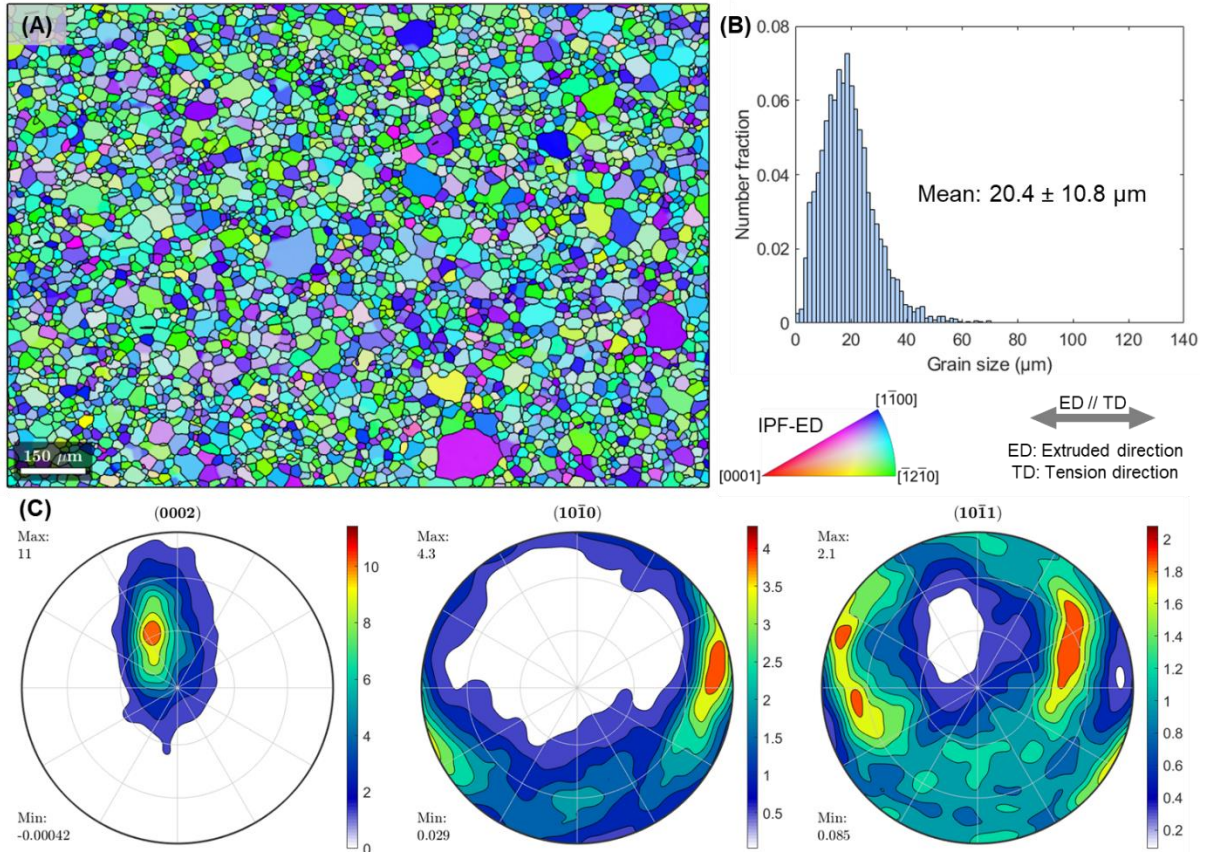 (A)
150 μm
(B)
0.08
0.06
0.04
0.02
0
Number fraction
Mean: 20.4 ± 10.8 μm
0 20 40 60 80 100 120 140
Grain size (μm)
IPF-ED
[11̅00]
[0001]
[1̅21̅0]
ED // TD
ED: Extruded direction
TD: Tension direction
(C)
(0002)
Max:
11
Min:
-0.00042
10
8
6
4
2
0
(101̅0)
Max:
4.3
Min:
0.029
4
3.5
3
2.5
2
1.5
1
0.5
(101̅1)
Max:
2.1
Min:
0.085
2
1.8
1.6
1.4
1.2
1
0.8
0.6
0.4
0.2